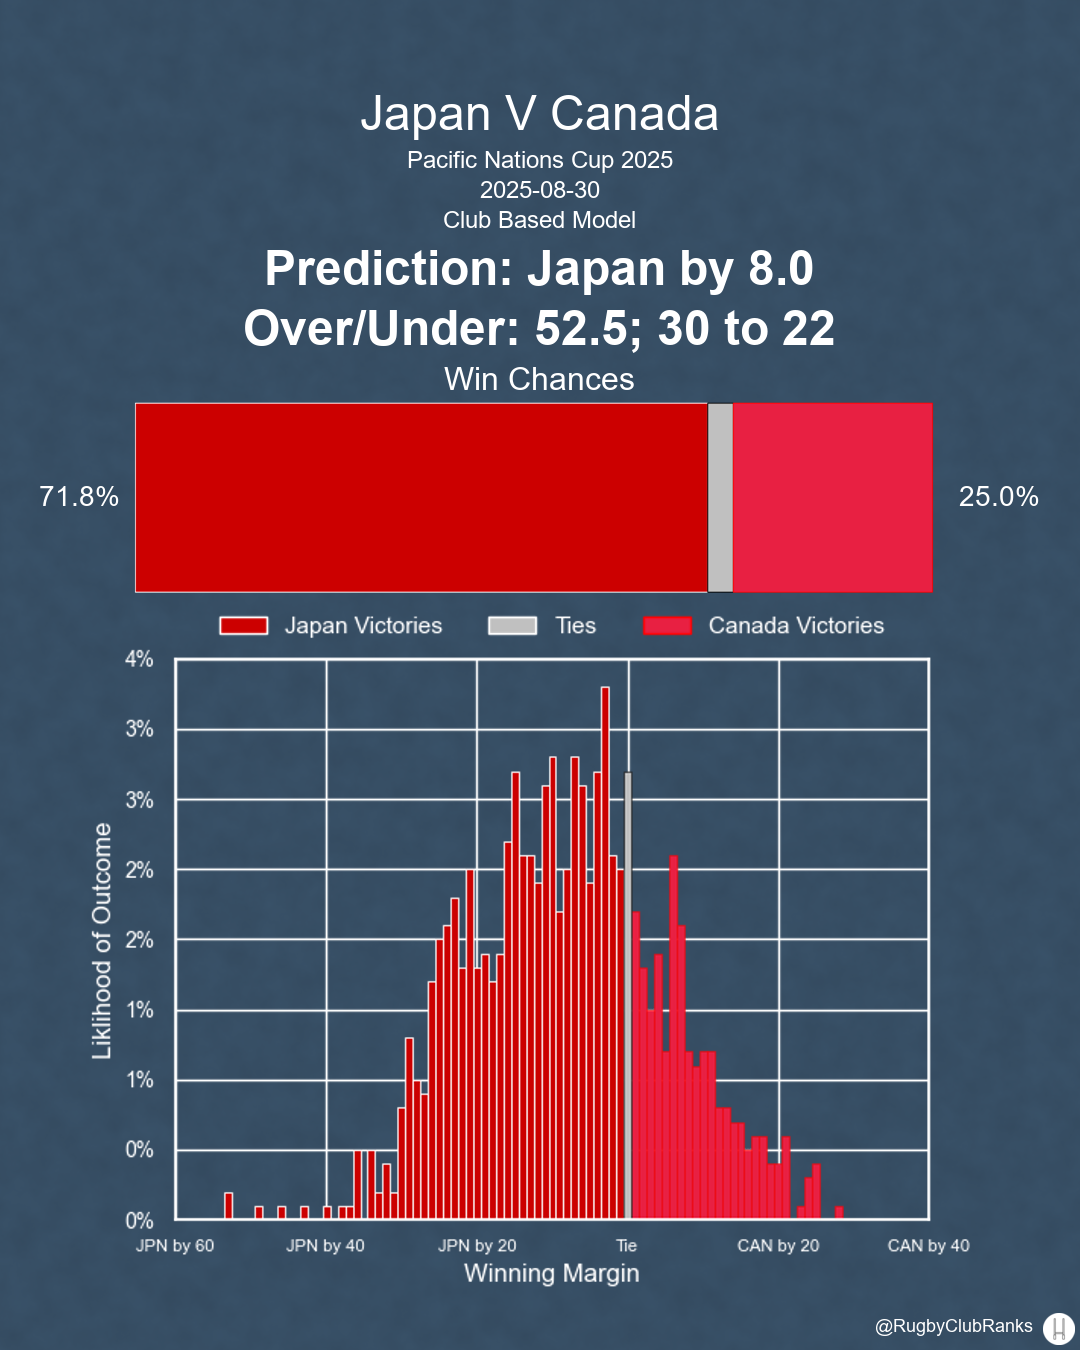 Japan V Canada
Pacific Nations Cup 2025
2025-08-30
Club Based Model
Prediction: Japan by 8.0
Over/Under: 52.5; 30 to 22
Win Chances
71.8%
25.0%
Japan Victories
Ties
Canada Victories
4%
3%
3%
2%
2%
1%
1%
0%
0%
Liklihood of Outcome
JPN by 60
JPN by 40
JPN by 20
Tie
CAN by 20
CAN by 40
Winning Margin
@RugbyClubRanks